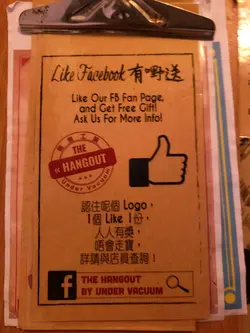 Like Facebook 有嘢送
Like Our FB Fan Page,
and Get Free Gift!
Ask Us For More Info!
THE
HANGOUT
Under Vacuum
認住呢個 Logo,
1個 Like 1份,
人人有獎,
唔會走寶,
詳請與店員查詢!
f THE HANGOUT
BY UNDER VACUUM